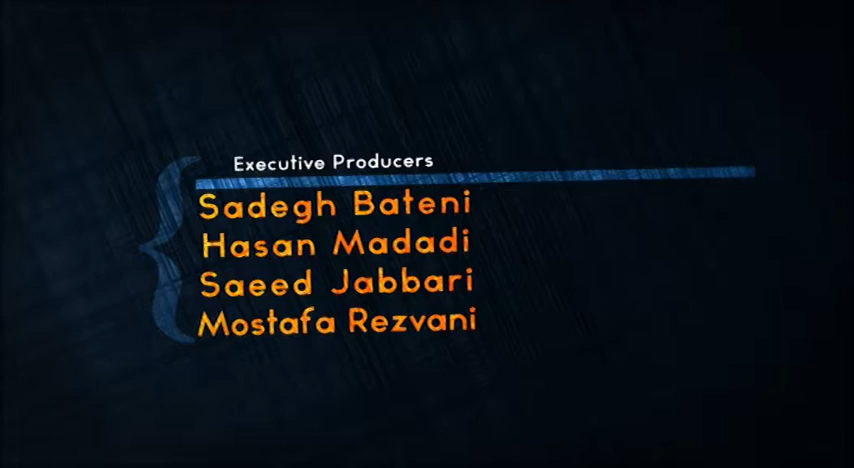 Executive Producers
Sadegh Bateni
Hasan Madadi
Saeed Jabbari
Mostafa Rezvani